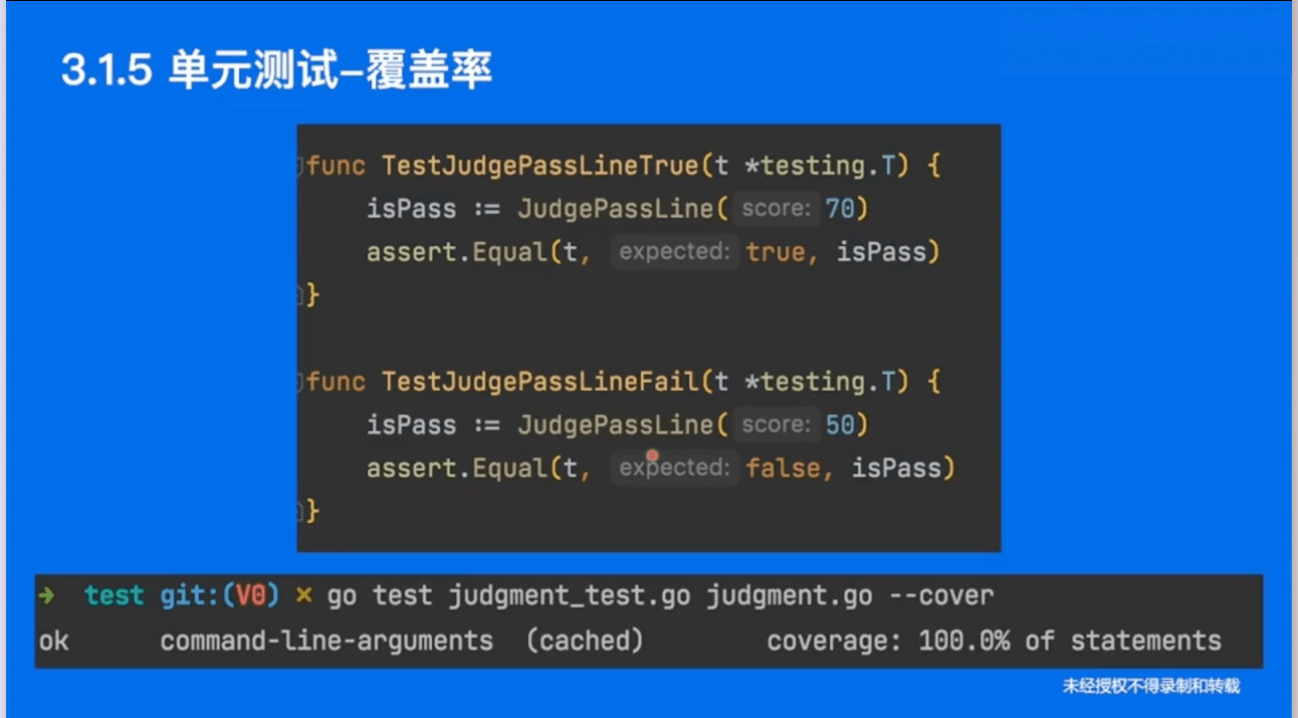 3.1.5 单元测试-覆盖率
func TestJudgePassLineTrue(t *testing.T) {
isPass := JudgePassLine( score: 70)
assert.Equal(t, expected: true, isPass)
}
func TestJudgePassLineFail(t *testing.T) {
isPass := JudgePassLine( score: 50)
assert.Equal(t, expected: false, isPass)
}
➜ test git:(V0) ✗ go test judgment_test.go judgment.go --cover
ok command-line-arguments (cached) coverage: 100.0% of statements
未经授权不得录制和转载